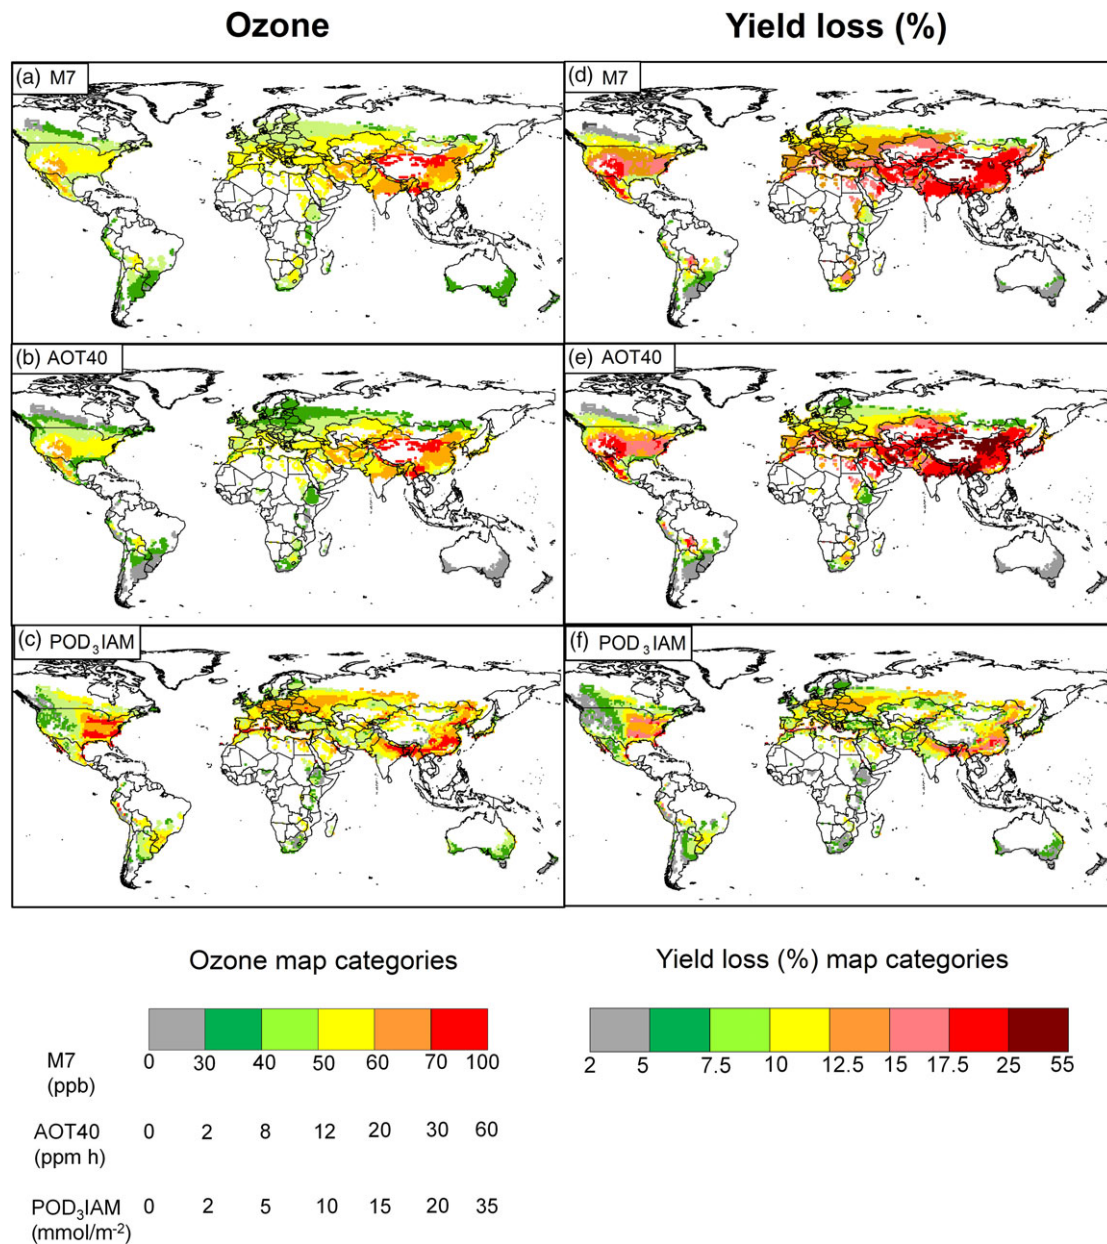 Ozone
Yield loss (%)
(a) M7
(d) M7
(b) AOT40
(e) AOT40
(c) POD₃IAM
(f) POD₃IAM
Ozone map categories
Yield loss (%) map categories
M7 (ppb)
0 30 40 50 60 70 100
2 5 7.5 10 12.5 15 17.5 25 55
AOT40 (ppm h)
0 2 8 12 20 30 60
POD₃IAM (mmol/m⁻²)
0 2 5 10 15 20 35